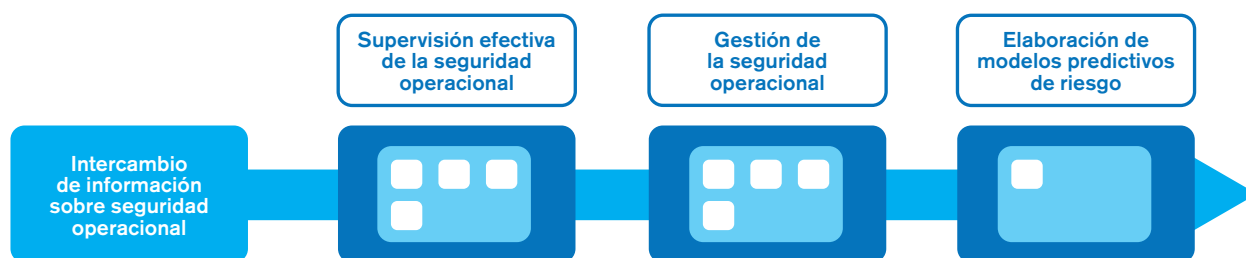 Supervisión efectiva
de la seguridad
operacional
Gestión de
la seguridad
operacional
Elaboración de
modelos predictivos
de riesgo
Intercambio
de información
sobre seguridad
operacional